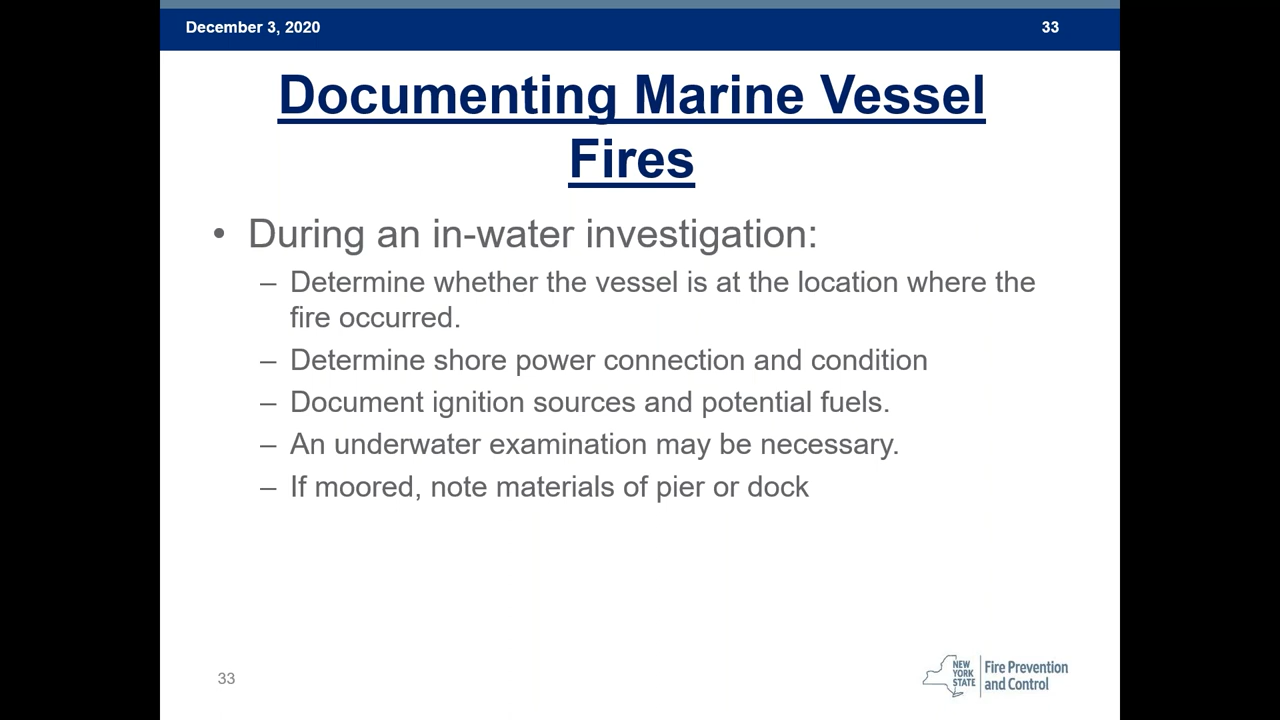 December 3, 2020
33
Documenting Marine Vessel
Fires
• During an in-water investigation:
– Determine whether the vessel is at the location where the
fire occurred.
– Determine shore power connection and condition
– Document ignition sources and potential fuels.
– An underwater examination may be necessary.
– If moored, note materials of pier or dock
33
NEW
YORK
STATE
Fire Prevention
and Control